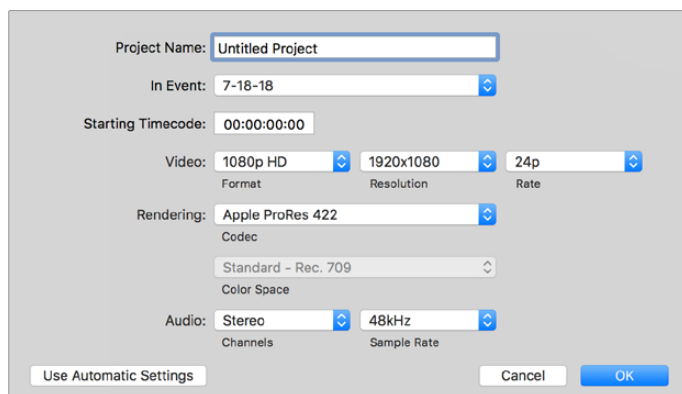 Project Name: Untitled Project
In Event: 7-18-18
Starting Timecode: 00:00:00:00
Video: 1080p HD 1920x1080 24p
Format Resolution Rate
Rendering: Apple ProRes 422
Codec
Standard - Rec. 709
Color Space
Audio: Stereo 48kHz
Channels Sample Rate
Use Automatic Settings Cancel OK